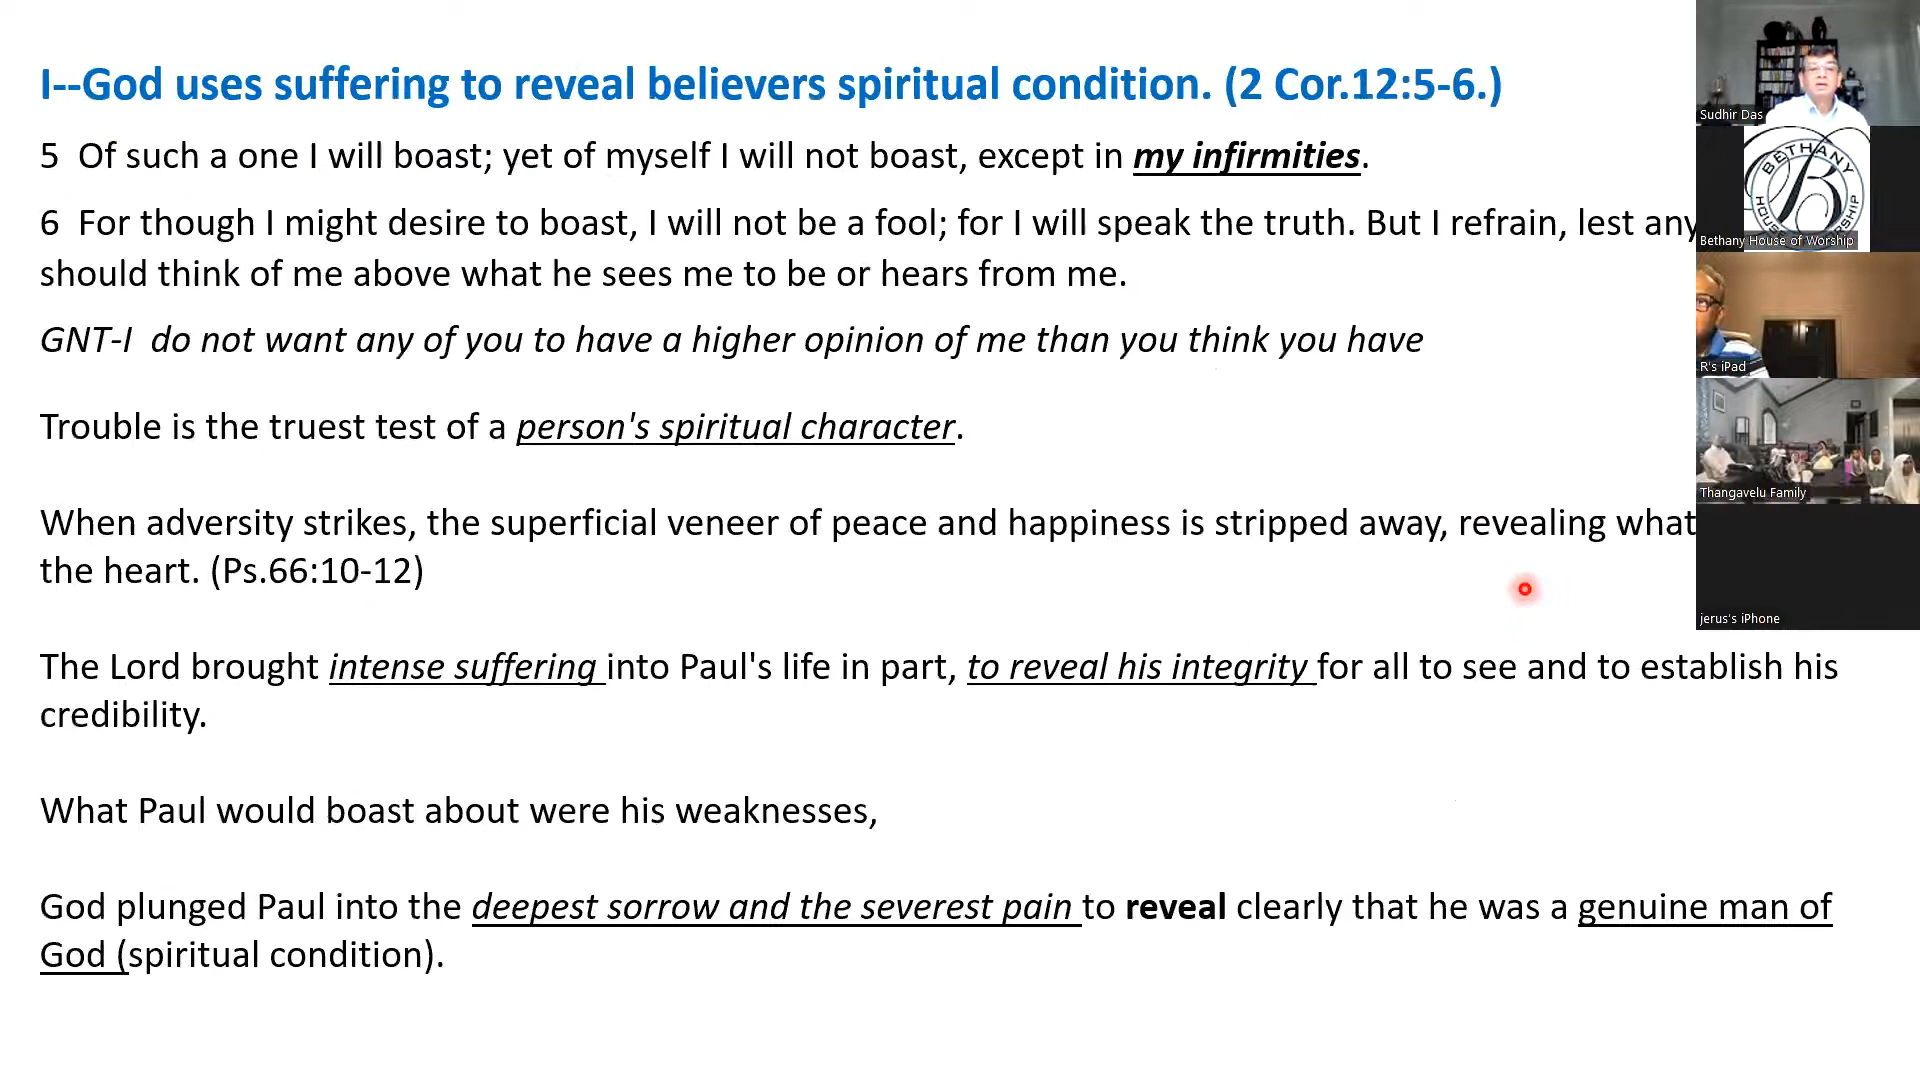 I--God uses suffering to reveal believers spiritual condition. (2 Cor.12:5-6.)
5 Of such a one I will boast; yet of myself I will not boast, except in my infirmities.
6 For though I might desire to boast, I will not be a fool; for I will speak the truth. But I refrain, lest any
should think of me above what he sees me to be or hears from me.
GNT-I do not want any of you to have a higher opinion of me than you think you have
Trouble is the truest test of a person's spiritual character.
When adversity strikes, the superficial veneer of peace and happiness is stripped away, revealing what
the heart. (Ps.66:10-12)
The Lord brought intense suffering into Paul's life in part, to reveal his integrity for all to see and to establish his
credibility.
What Paul would boast about were his weaknesses,
God plunged Paul into the deepest sorrow and the severest pain to reveal clearly that he was a genuine man of
God (spiritual condition).
Sudhir Das
BETHANY
B
Bethany House of Worship
R's iPad
Thangavelu Family
jerus's iPhone